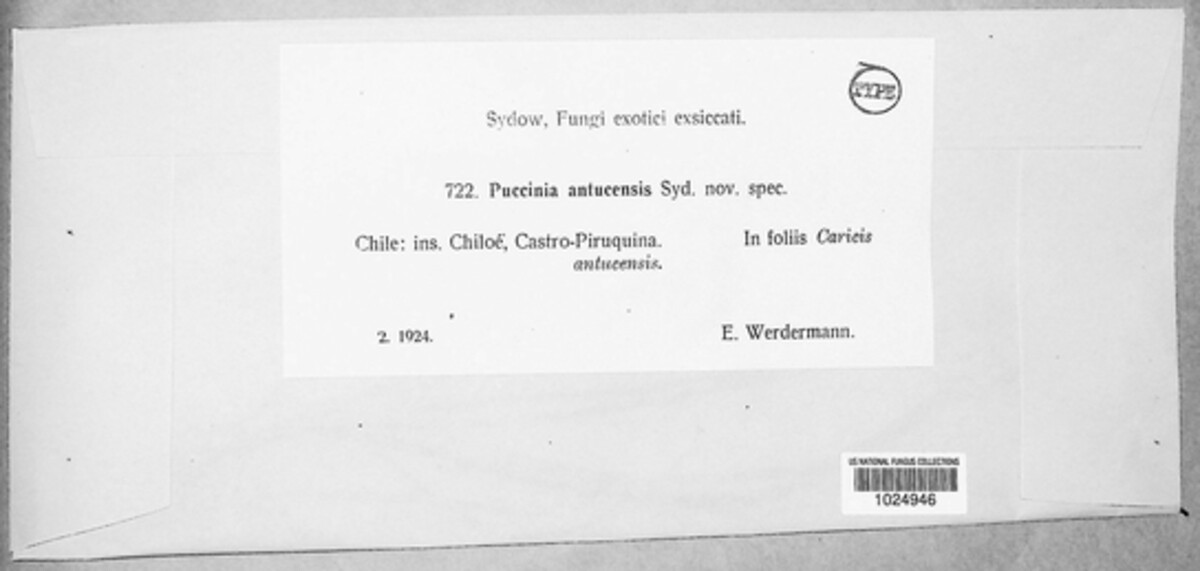 TYPE
Sydow, Fungi exotici exsiccati.
722. Puccinia antucensis Syd. nov. spec.
Chile: ins. Chiloé, Castro-Piruquina. In foliis Caricis
antucensis.
2. 1924. E. Werdermann.
US NATIONAL FUNGUS COLLECTIONS
1024946